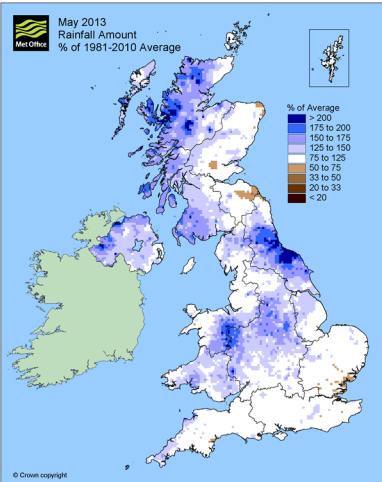 May 2013
Rainfall Amount
% of 1981-2010 Average
Met Office
% of Average
> 200
175 to 200
150 to 175
125 to 150
75 to 125
50 to 75
33 to 50
20 to 33
< 20
© Crown copyright